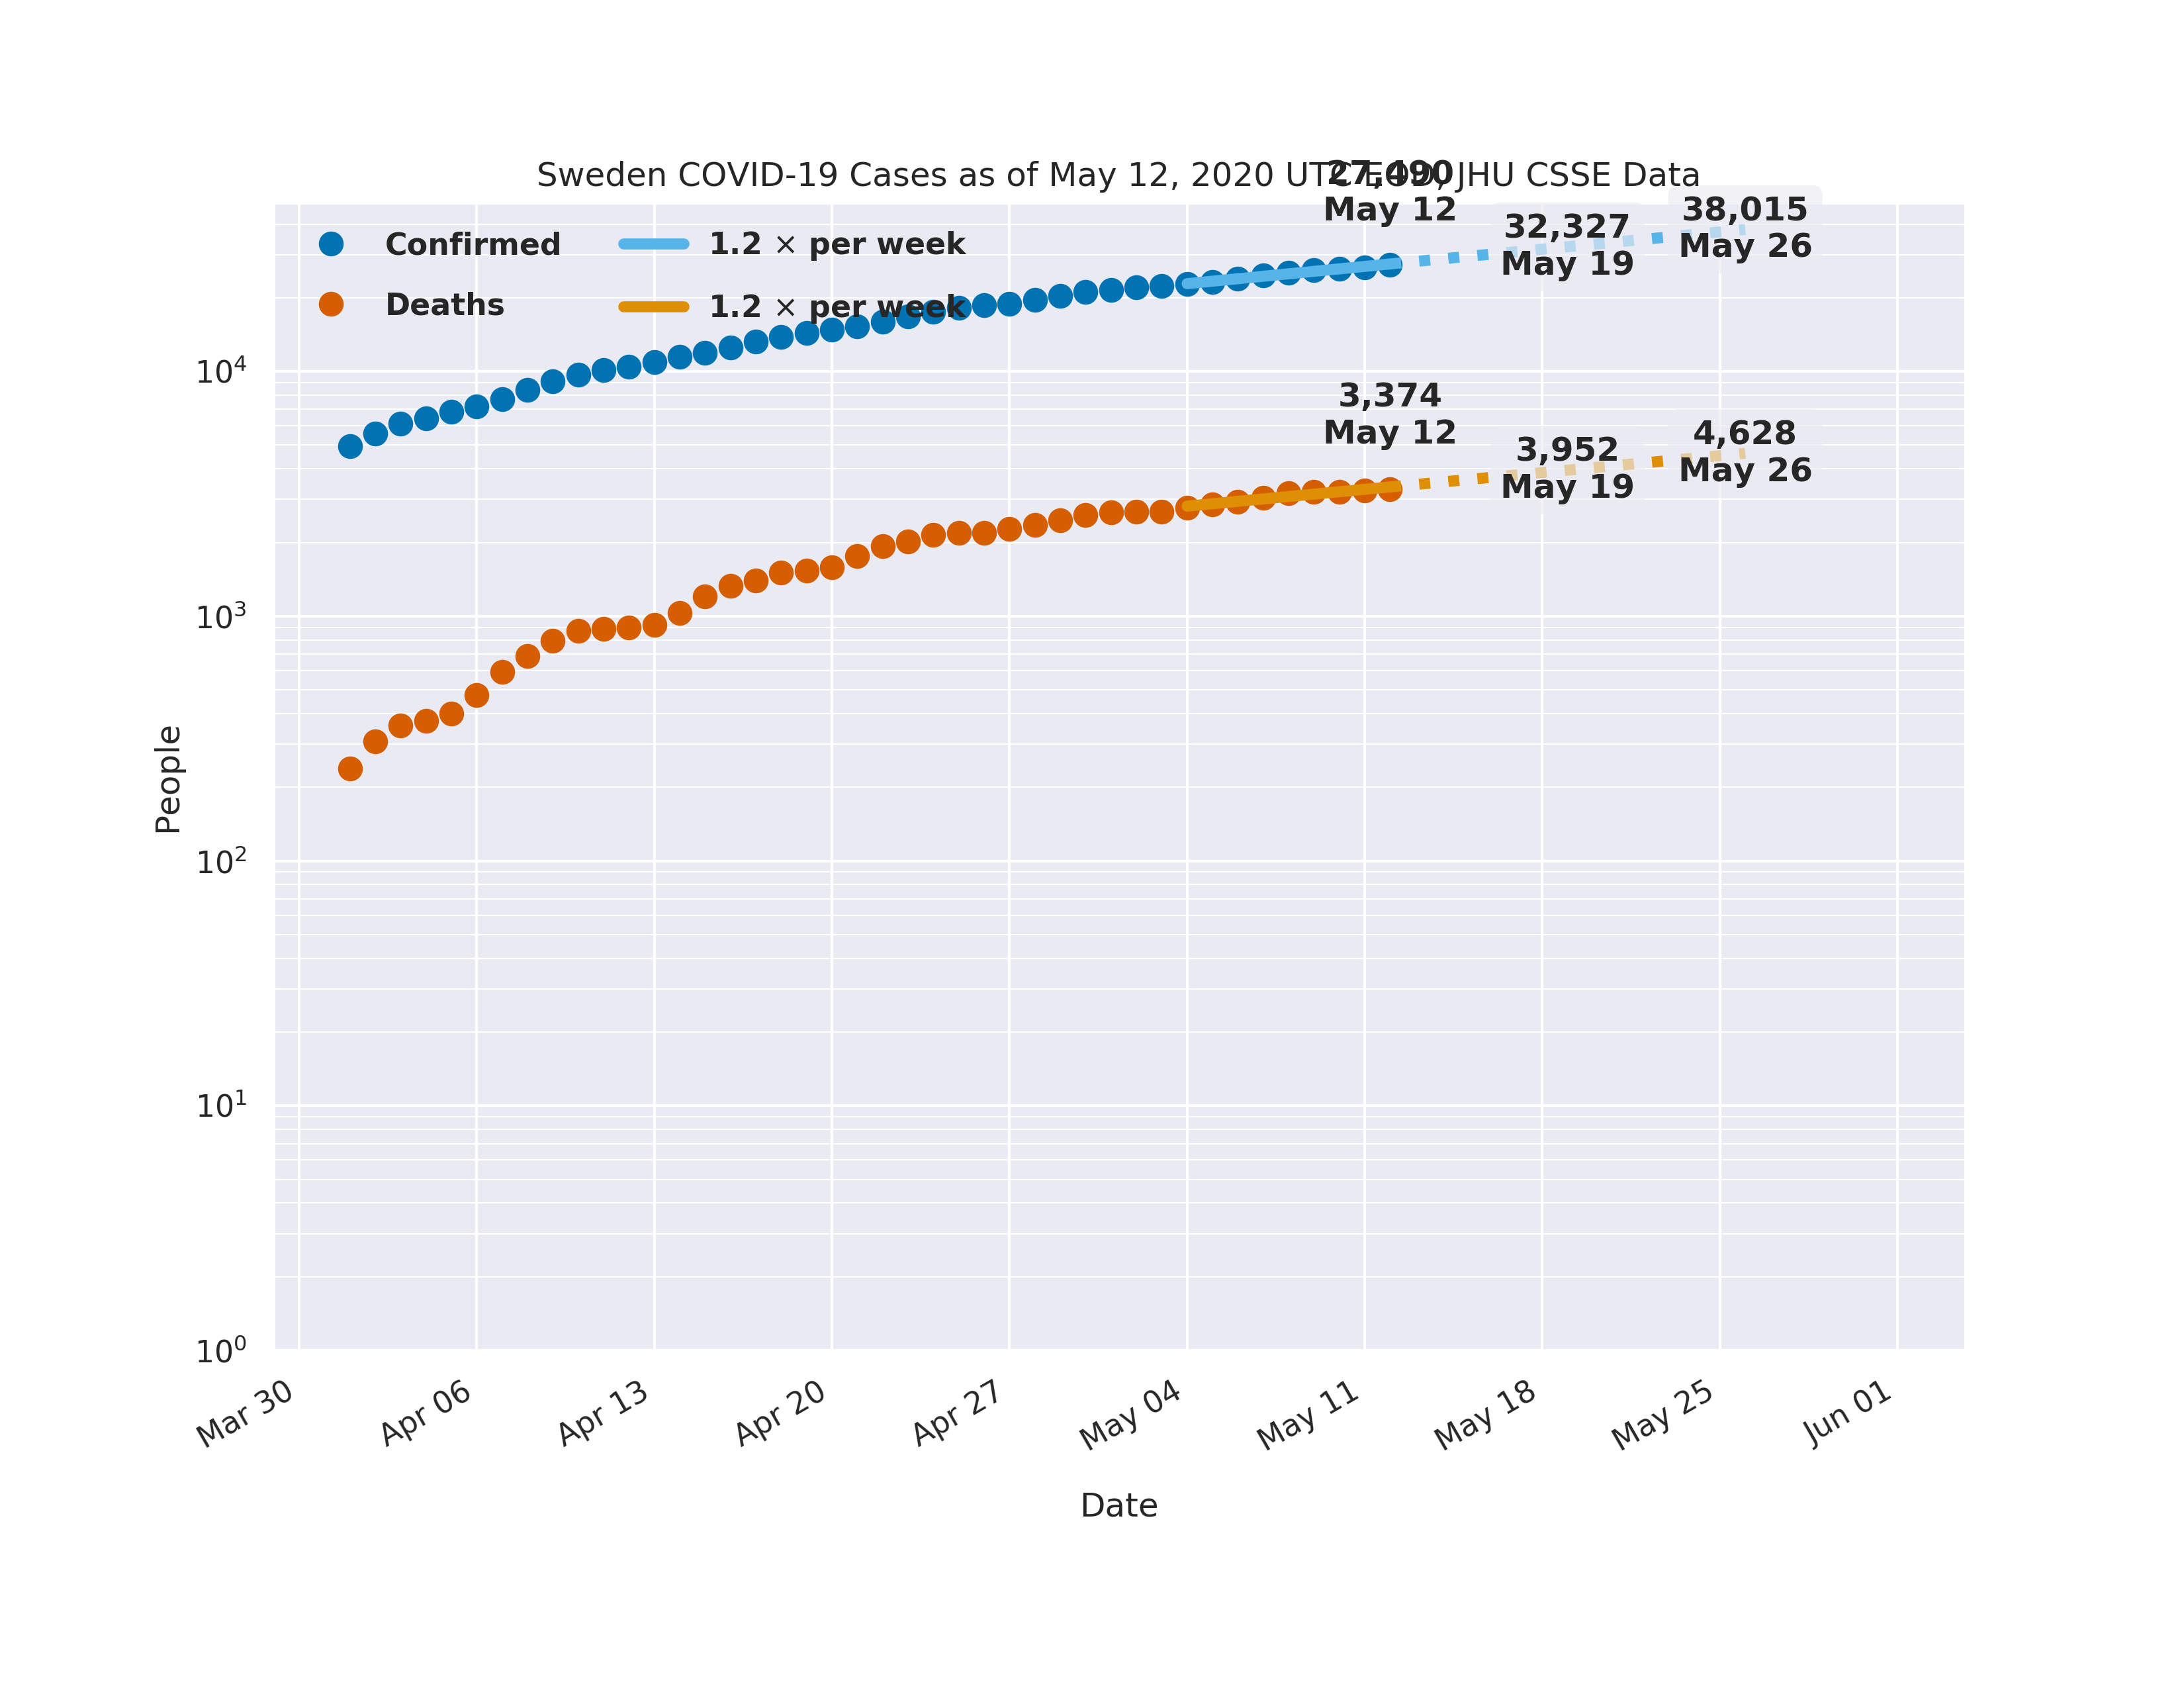 Sweden COVID-19 Cases as of May 12, 2020 UTC EOD, JHU CSSE Data
27,490
May 12
32,327
May 19
38,015
May 26
Confirmed
1.2 × per week
Deaths
1.2 × per week
3,374
May 12
3,952
May 19
4,628
May 26
People
10⁴
10³
10²
10¹
10⁰
Mar 30
Apr 06
Apr 13
Apr 20
Apr 27
May 04
May 11
May 18
May 25
Jun 01
Date